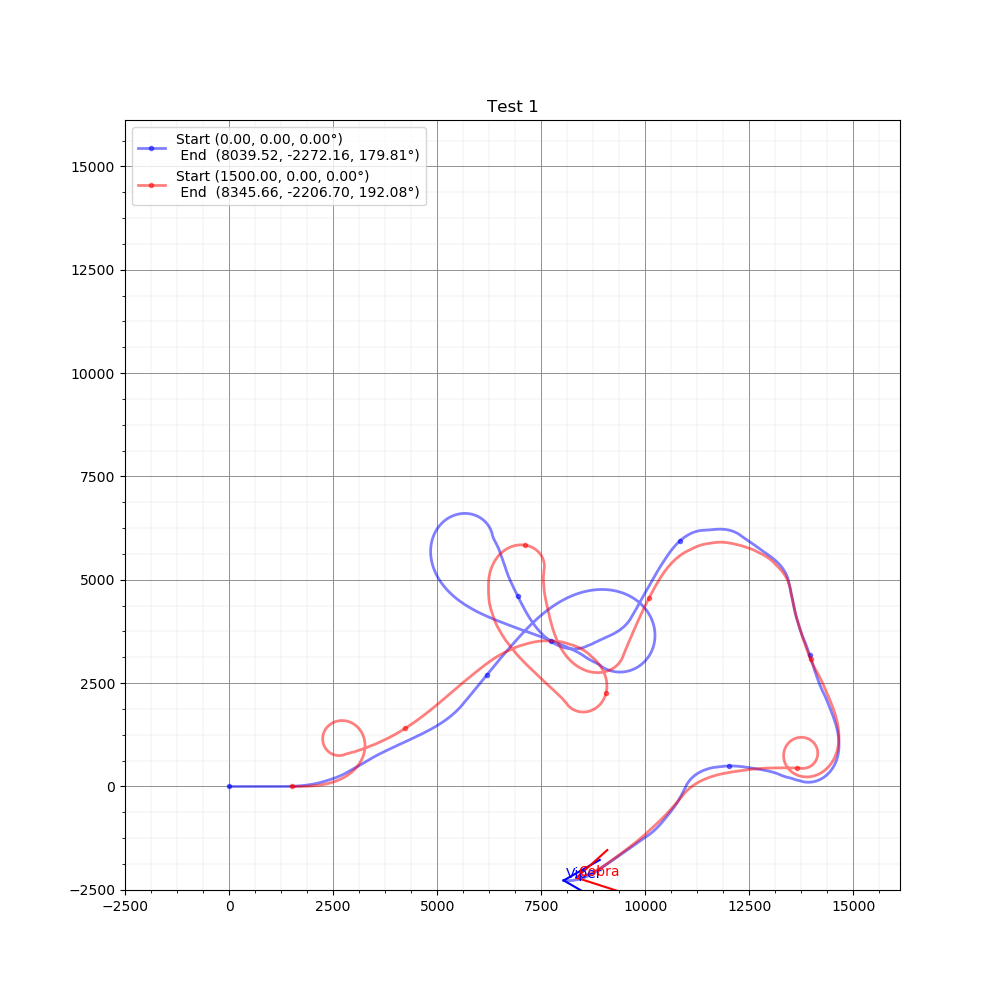 Test 1
Start (0.00, 0.00, 0.00°)
End (8039.52, -2272.16, 179.81°)
Start (1500.00, 0.00, 0.00°)
End (8345.66, -2206.70, 192.08°)
15000
12500
10000
7500
5000
2500
0
−2500
Viper
Cobra
−2500 0 2500 5000 7500 10000 12500 15000